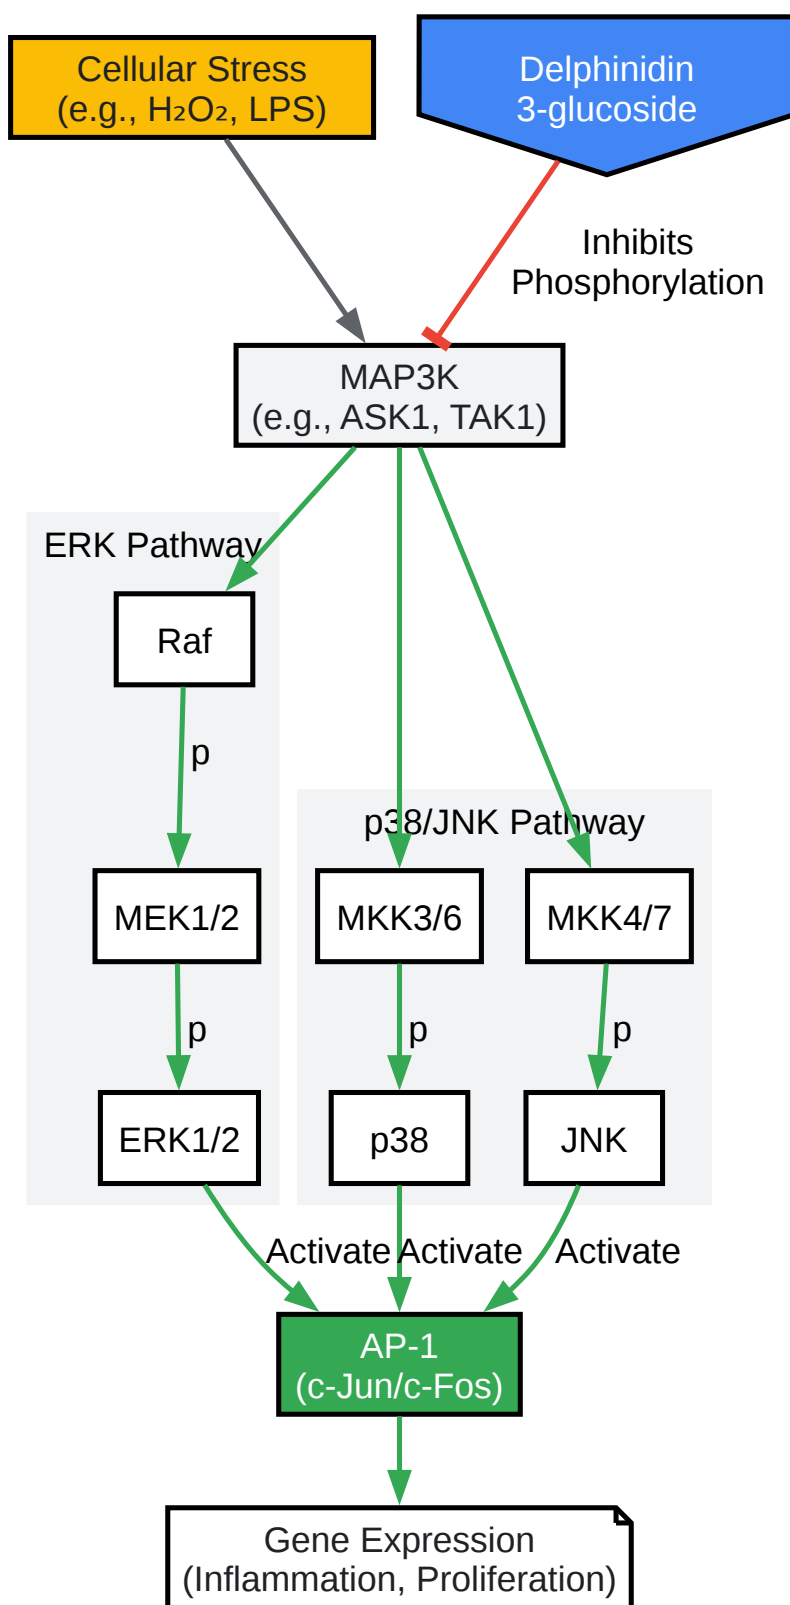 Cellular Stress
(e.g., H₂O₂, LPS)
Delphinidin
3-glucoside
Inhibits
Phosphorylation
MAP3K
(e.g., ASK1, TAK1)
ERK Pathway
Raf
p
p38/JNK Pathway
MEK1/2
MKK3/6
MKK4/7
p
p
p
ERK1/2
p38
JNK
Activate
Activate
Activate
AP-1
(c-Jun/c-Fos)
Gene Expression
(Inflammation, Proliferation)